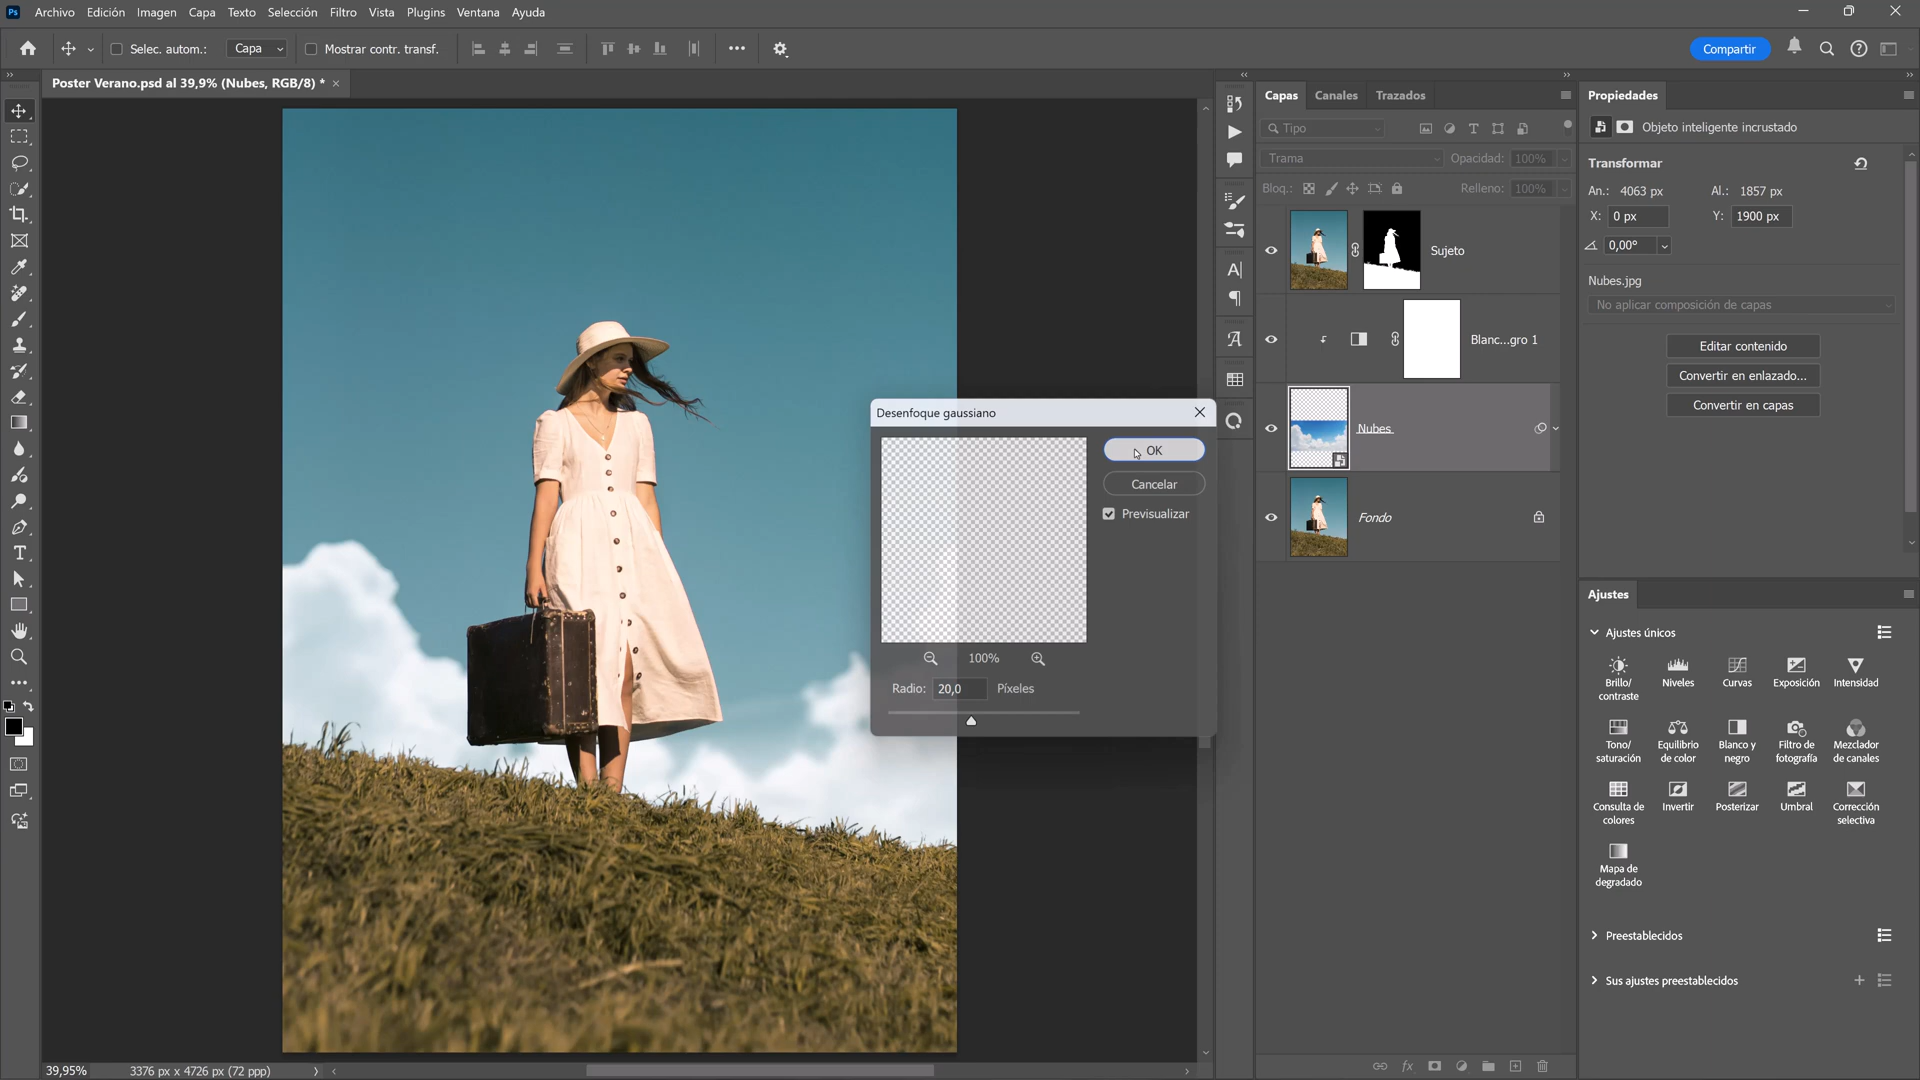 Ps Archivo Edición Imagen Capa Texto Selección Filtro Vista Plugins Ventana Ayuda
Selec. autom.: Capa Mostrar contr. transf. Compartir
Poster Verano.psd al 39,9% (Nubes, RGB/8) *
Capas Canales Trazados
Tipo
Trama Opacidad: 100%
Bloq.: Relleno: 100%
Sujeto
Blanc...gro 1
Nubes
Fondo
Desenfoque gaussiano
OK
Cancelar
Previsualizar
100%
Radio: 20,0 Píxeles
Propiedades
Objeto inteligente incrustado
Transformar
An.: 4063 px Al.: 1857 px
X: 0 px Y: 1900 px
0,00°
Nubes.jpg
No aplicar composición de capas
Editar contenido
Convertir en enlazado...
Convertir en capas
Ajustes
Ajustes únicos
Brillo/
contraste
Niveles
Curvas
Exposición
Intensidad
Tono/
saturación
Equilibrio
de color
Blanco y
negro
Filtro de
fotografía
Mezclador
de canales
Consulta de
colores
Invertir
Posterizar
Umbral
Corrección
selectiva
Mapa de
degradado
Preestablecidos
Sus ajustes preestablecidos
39,95% 3376 px x 4726 px (72 ppp)
fx